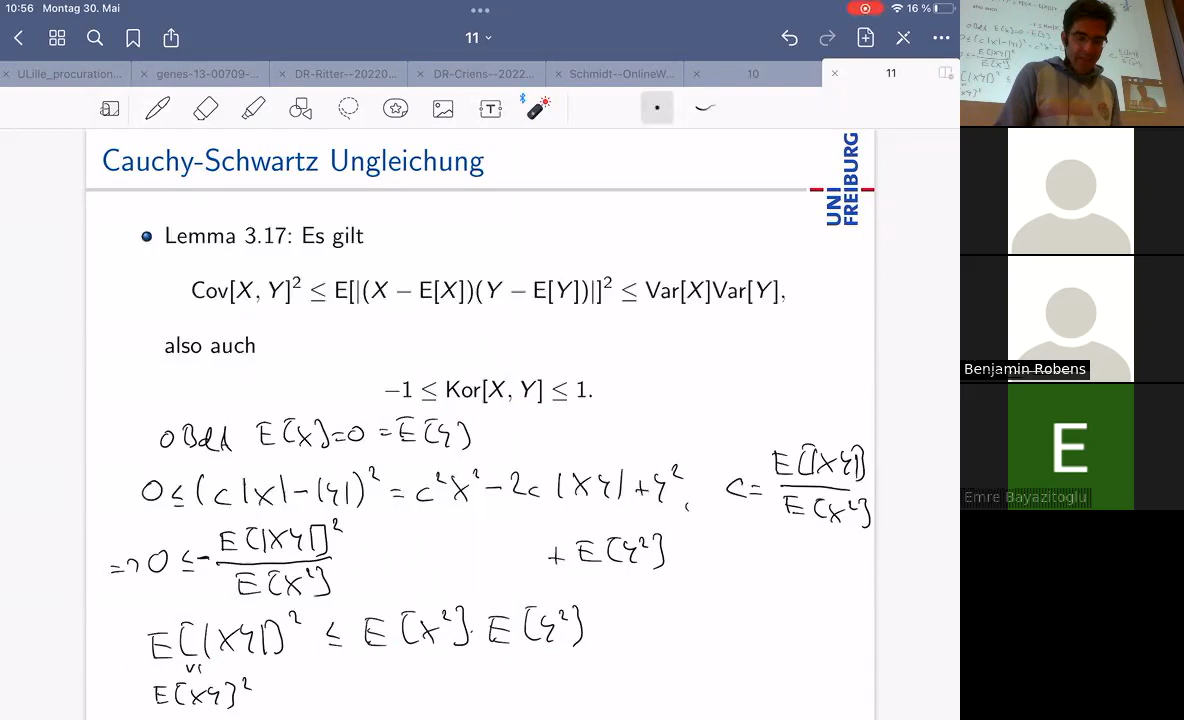 10:56 Montag 30. Mai
16 %
11
ULille_procuration...
genes-13-00709-...
DR-Ritter--20220...
DR-Criens--2022...
Schmidt--OnlineW...
10
11
Cauchy-Schwartz Ungleichung
UNI
FREIBURG
Lemma 3.17: Es gilt
Cov[X, Y]² ≤ E[|(X − E[X])(Y − E[Y])|]² ≤ Var[X]Var[Y],
also auch
−1 ≤ Kor[X, Y] ≤ 1.
oBdA E[X]=0 =E[Y]
0 ≤ (c|X|−|Y|)² = c²X² − 2c|XY| + Y², c = E[|XY|] / E[X²]
=> 0 ≤ − E[|XY|]² / E[X²] + E[Y²]
E[|XY|]² ≤ E[X²]·E[Y²]
E[XY]²
Benjamin Robens
E
Emre Bayazitoglu